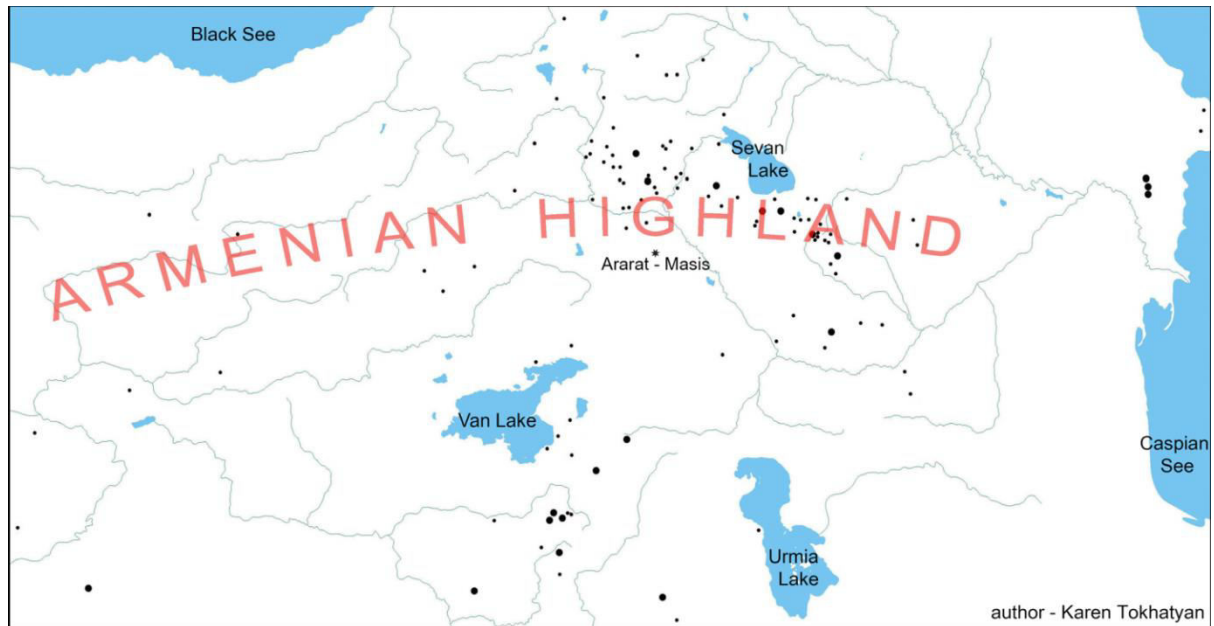 Black See
Sevan
Lake
ARMENIAN HIGHLAND
Ararat - Masis
Van Lake
Caspian
See
Urmia
Lake
author - Karen Tokhatyan